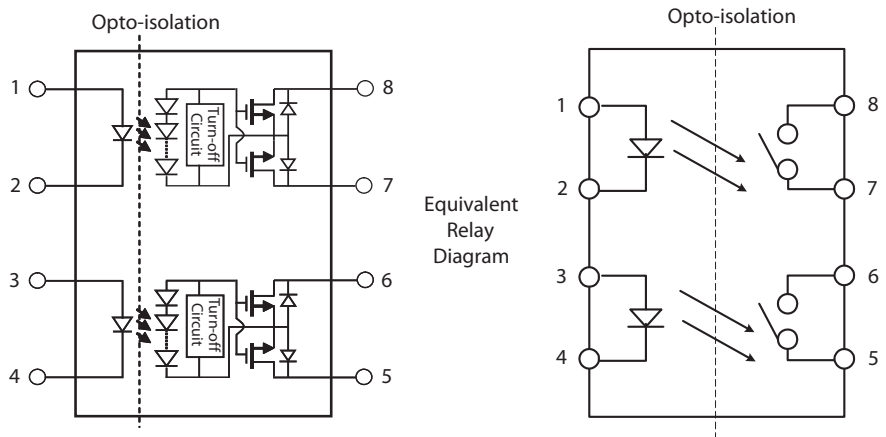 Opto-isolation
1
2
3
4
Turn-off
Circuit
Turn-off
Circuit
8
7
6
5
Equivalent
Relay
Diagram
Opto-isolation
1
2
3
4
8
7
6
5